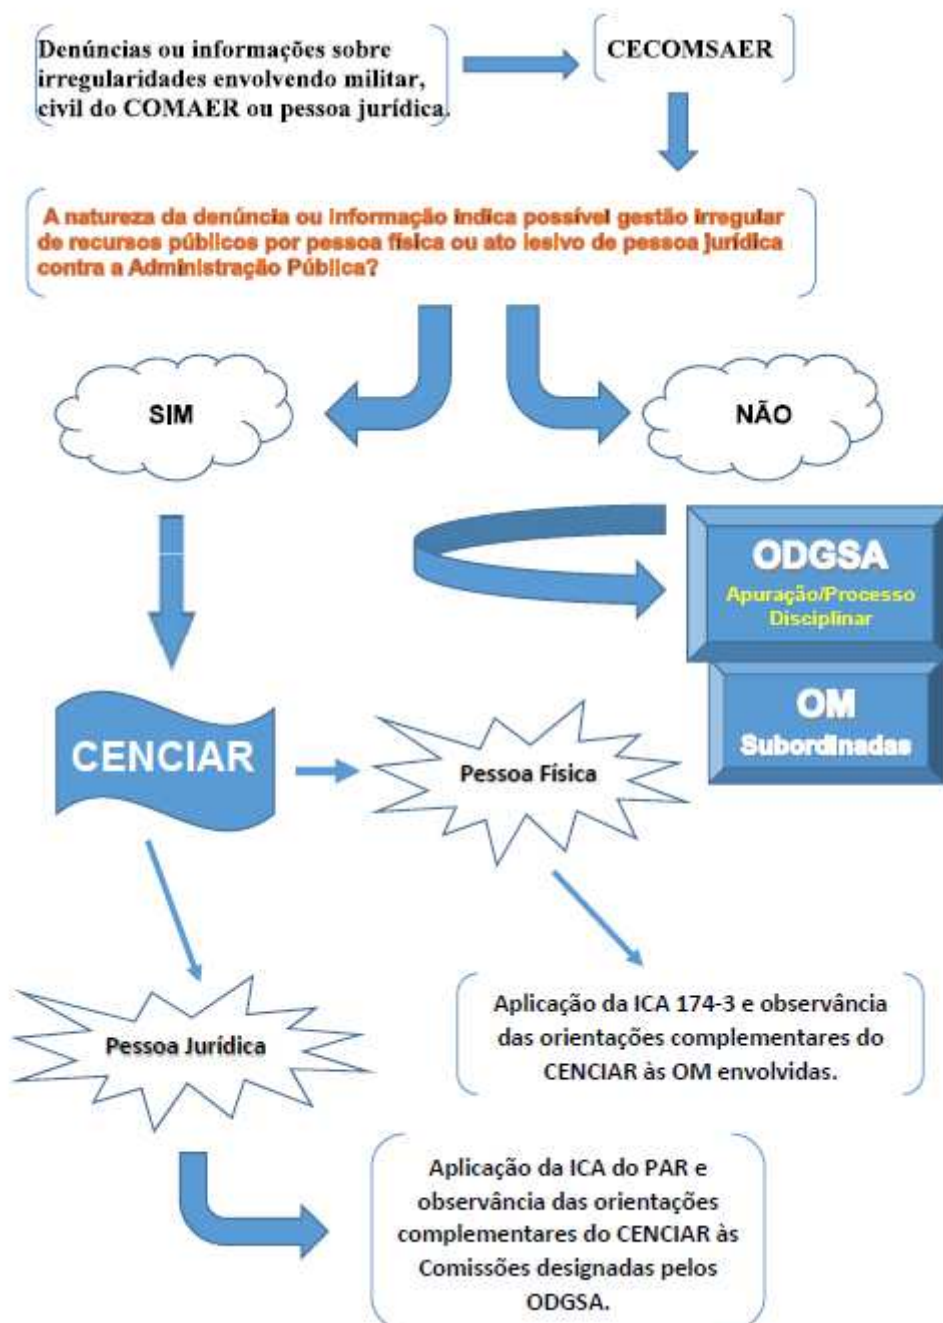 Denúncias ou informações sobre
irregularidades envolvendo militar,
civil do COMAER ou pessoa jurídica.
CECOMSAER
A natureza da denúncia ou informação indica possível gestão irregular
de recursos públicos por pessoa física ou ato lesivo de pessoa jurídica
contra a Administração Pública?
SIM
NÃO
ODGSA
Apuração/Processo
Disciplinar
OM
Subordinadas
CENCIAR
Pessoa Física
Pessoa Jurídica
Aplicação da ICA 174-3 e observância
das orientações complementares do
CENCIAR às OM envolvidas.
Aplicação da ICA do PAR e
observância das orientações
complementares do CENCIAR às
Comissões designadas pelos
ODGSA.